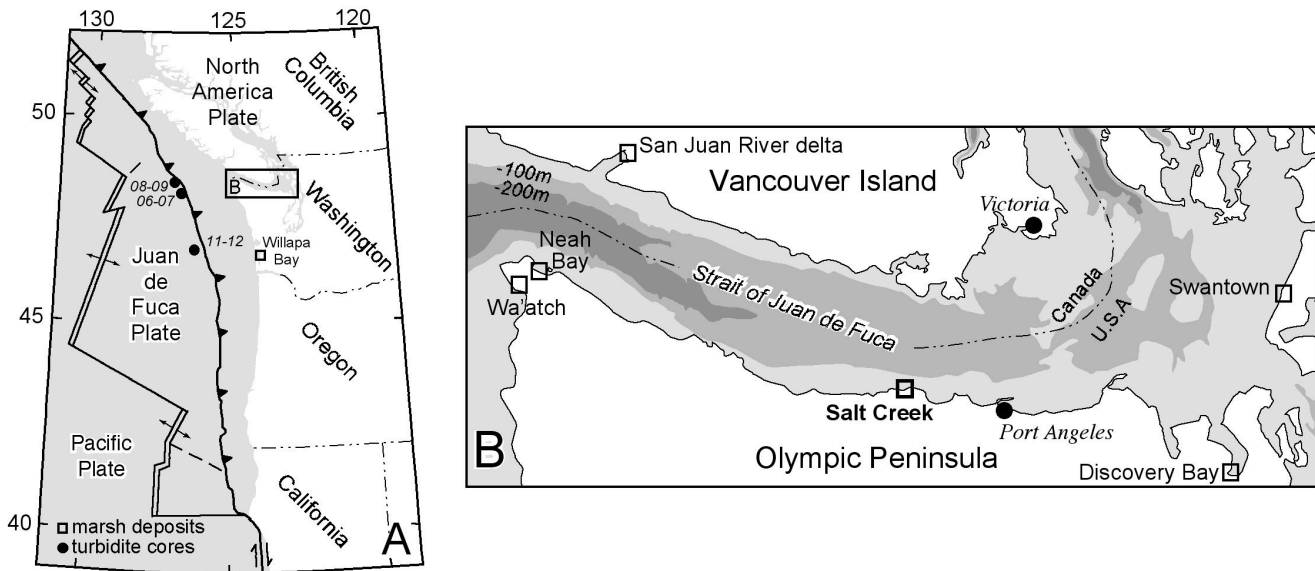 130
125
120
50
45
40
North
America
Plate
British
Columbia
B
08-09
06-07
11-12
Willapa
Bay
Washington
Juan
de
Fuca
Plate
Oregon
Pacific
Plate
California
marsh deposits
turbidite cores
A
San Juan River delta
-100m
-200m
Vancouver Island
Victoria
Neah
Bay
Wa'atch
Strait of Juan de Fuca
Canada
U.S.A
Swantown
Salt Creek
Port Angeles
B
Olympic Peninsula
Discovery Bay